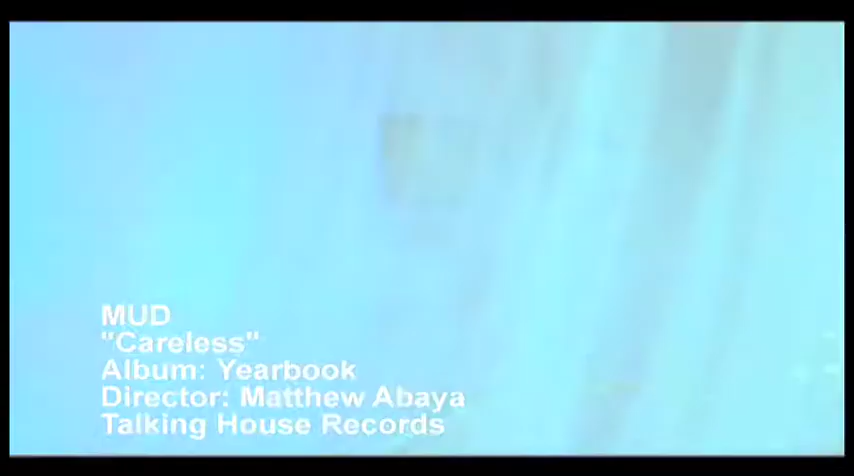 MUD
"Careless"
Album: Yearbook
Director: Matthew Abaya
Talking House Records